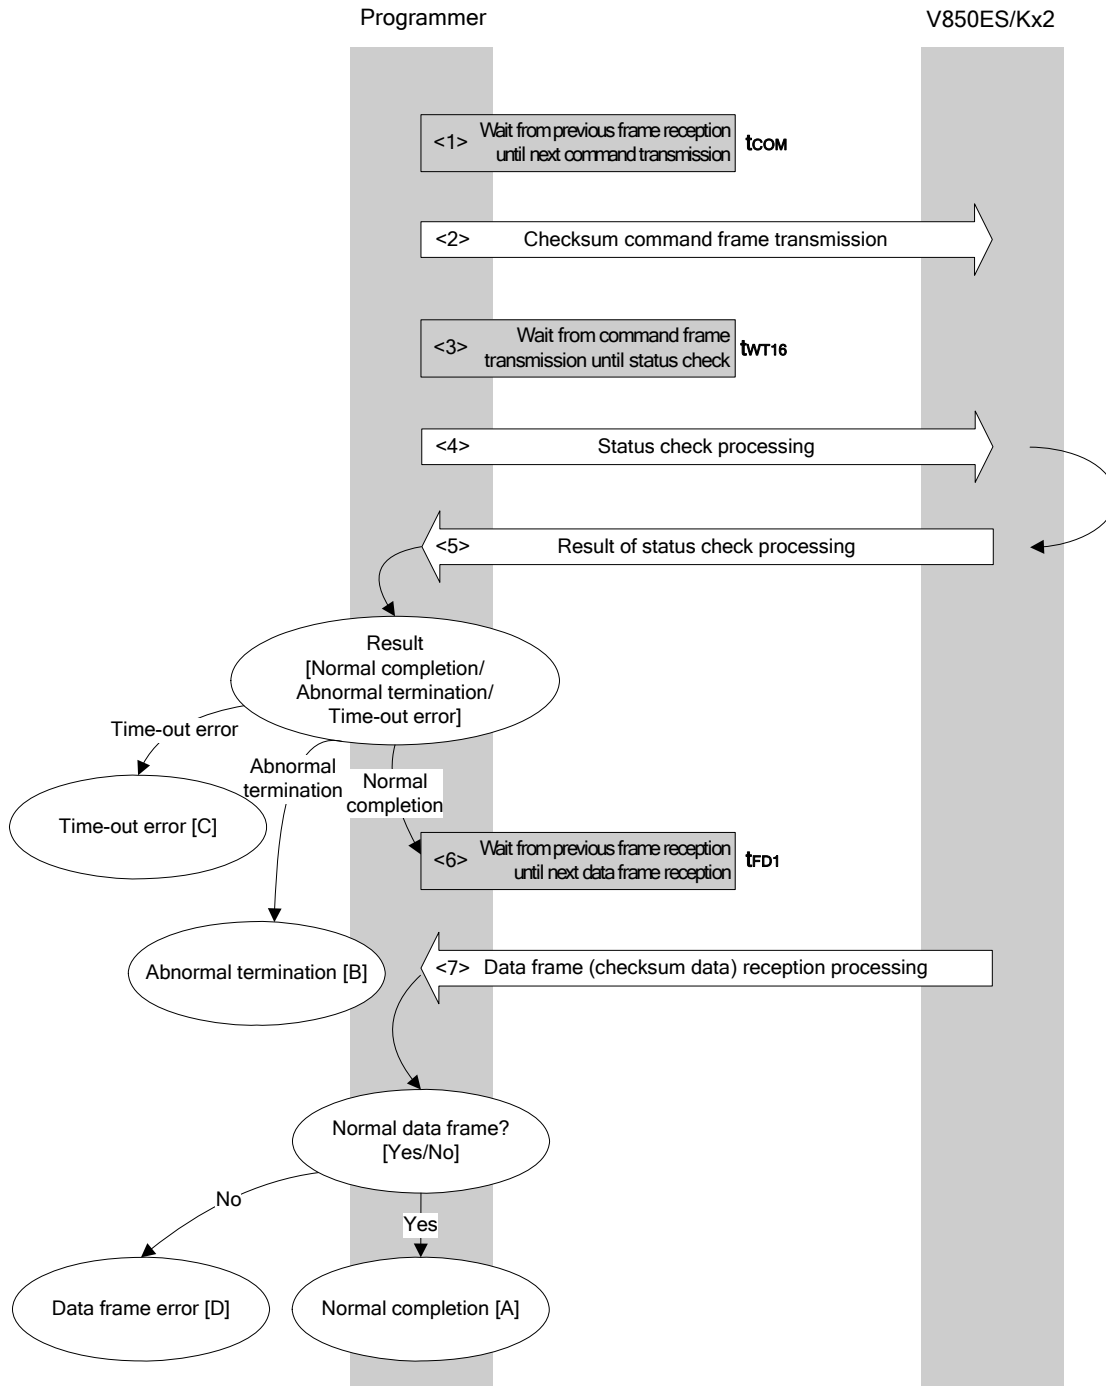 Programmer
V850ES/Kx2
<1> Wait from previous frame reception
until next command transmission
tCOM
<2> Checksum command frame transmission
<3> Wait from command frame
transmission until status check
tWT16
<4> Status check processing
<5> Result of status check processing
Result
[Normal completion/
Abnormal termination/
Time-out error]
Time-out error
Abnormal
termination
Normal
completion
Time-out error [C]
<6> Wait from previous frame reception
until next data frame reception
tFD1
Abnormal termination [B]
<7> Data frame (checksum data) reception processing
Normal data frame?
[Yes/No]
No
Yes
Data frame error [D]
Normal completion [A]